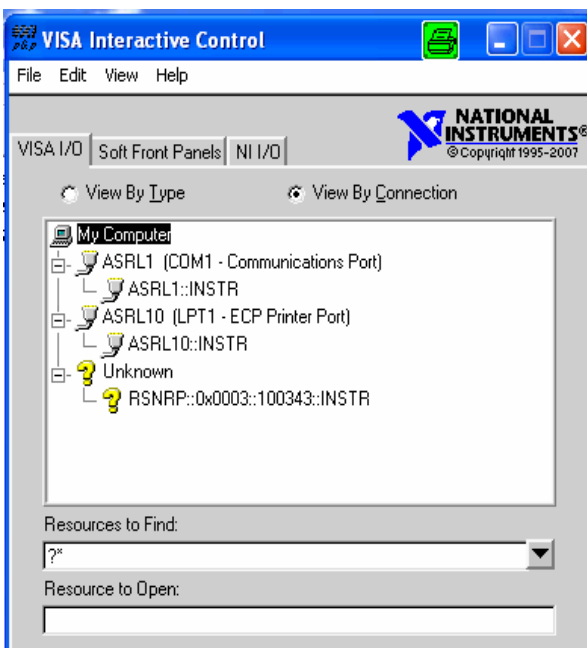 VISA Interactive Control
File Edit View Help
NATIONAL
INSTRUMENTS®
© Copyright 1995-2007
VISA I/O Soft Front Panels NI I/O
View By Type View By Connection
My Computer
ASRL1 (COM1 - Communications Port)
ASRL1::INSTR
ASRL10 (LPT1 - ECP Printer Port)
ASRL10::INSTR
Unknown
RSNRP::0x0003::100343::INSTR
Resources to Find:
?*
Resource to Open: